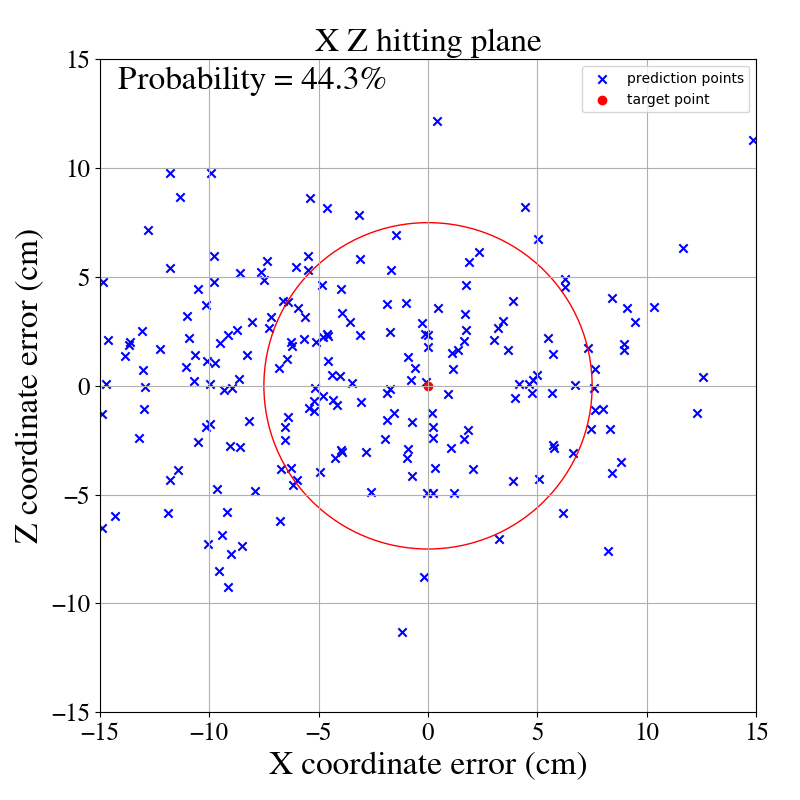 X Z hitting plane
Probability = 44.3%
prediction points
target point
15
10
5
0
−5
−10
−15
Z coordinate error (cm)
−15 −10 −5 0 5 10 15
X coordinate error (cm)